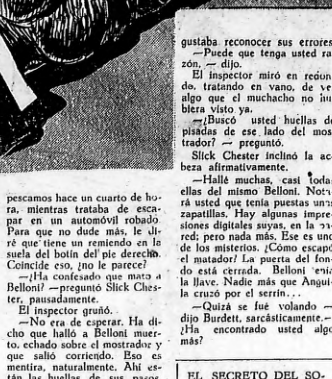 pescamos hace un cuarto de ho-
ra, mientras trataba de esca-
par en un automóvil robado.
Para que no dude más, le di-
ré que tiene un remiendo en la
suela del botín del pie derecho.
Coincide eso, ¿no le parece?
—¿Ha confesado que mató a
Belloni? —preguntó Slick Ches-
ter, pausadamente.
El inspector gruñó.
—No era de esperar. Ha di-
cho que halló a Belloni muer-
to, echado sobre el mostrador y
que salió corriendo. Eso es
mentira, naturalmente. Ahí es-
tán las huellas de sus pasos
gustaba reconocer sus errores
—Puede que tenga usted ra
zón, — dijo.
El inspector miró en redon
do, tratando en vano, de ve
algo que el muchacho no hu
biera visto ya.
—¿Buscó usted huellas de
pisadas de ese lado del mos
trador? — preguntó.
Slick Chester inclinó la ac
beza afirmativamente.
—Hallé muchas, casi todas
ellas del mismo Belloni. Nota
rá usted que tenía puestas unas
zapatillas. Hay algunas impre
siones digitales suyas, en la pa
red; pero nada más. Ese es uno
de los misterios. ¿Cómo escapó
el matador? La puerta del fon
do está cerrada. Belloni
la llave. Nadie más que Angui
la cruzó por el serrín...
—Quizá se fué volando —
dijo Burdett, sarcásticamente.—
¿Ha encontrado usted algo
más?
EL SECRETO DEL SO-